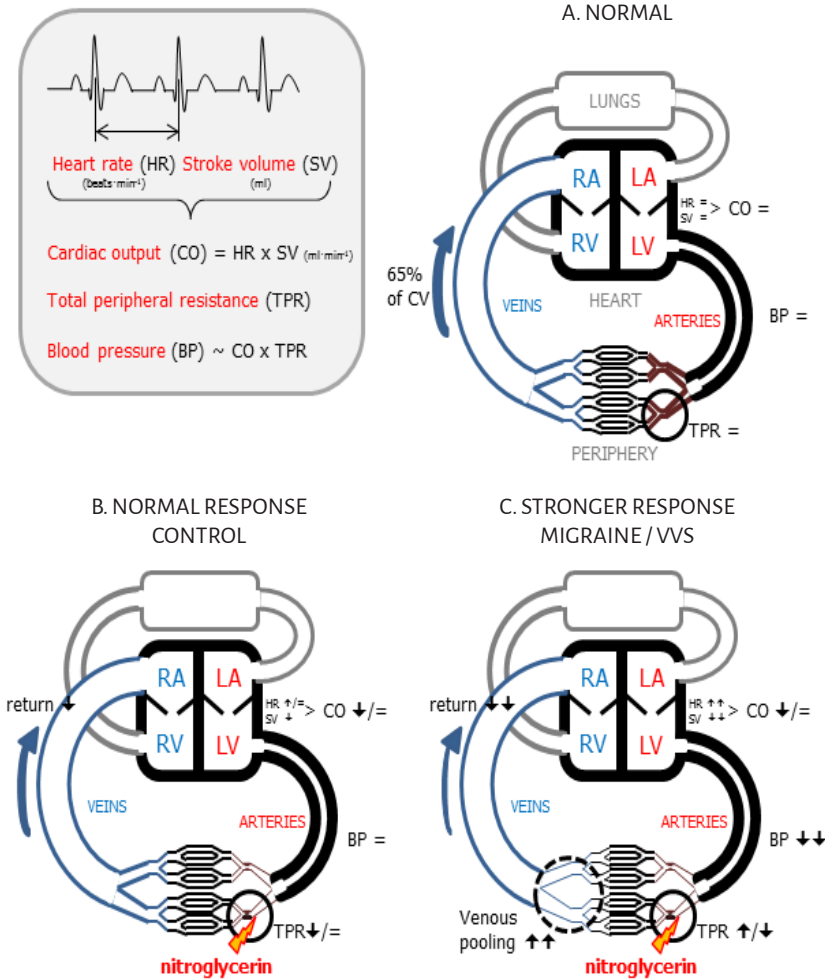 Heart rate (HR) Stroke volume (SV)
(beats·min⁻¹) (ml)
Cardiac output (CO) = HR x SV (ml·min⁻¹)
Total peripheral resistance (TPR)
Blood pressure (BP) ~ CO x TPR
A. NORMAL
LUNGS
RA LA
HR =
SV =
> CO =
RV LV
65%
of CV
HEART
VEINS
ARTERIES
BP =
TPR =
PERIPHERY
B. NORMAL RESPONSE
CONTROL
RA LA
return ↓
HR ↑/=
SV ↓
> CO ↓/=
RV LV
VEINS
ARTERIES
BP =
TPR↓/=
nitroglycerin
C. STRONGER RESPONSE
MIGRAINE / VVS
RA LA
return ↓↓
HR ↑↑
SV ↓↓
> CO ↓/=
RV LV
VEINS
ARTERIES
BP ↓↓
Venous
pooling ↑↑
TPR ↑/↓
nitroglycerin